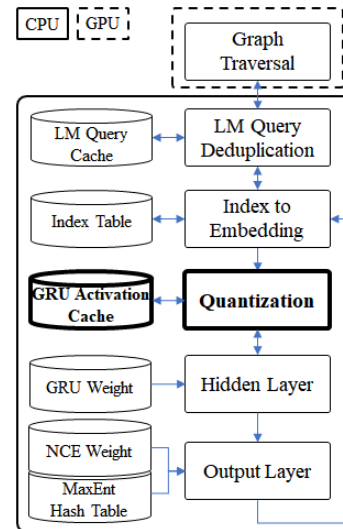 CPU
GPU
Graph
Traversal
LM Query
Cache
LM Query
Deduplication
Index Table
Index to
Embedding
GRU Activation
Cache
Quantization
GRU Weight
Hidden Layer
NCE Weight
MaxEnt
Hash Table
Output Layer